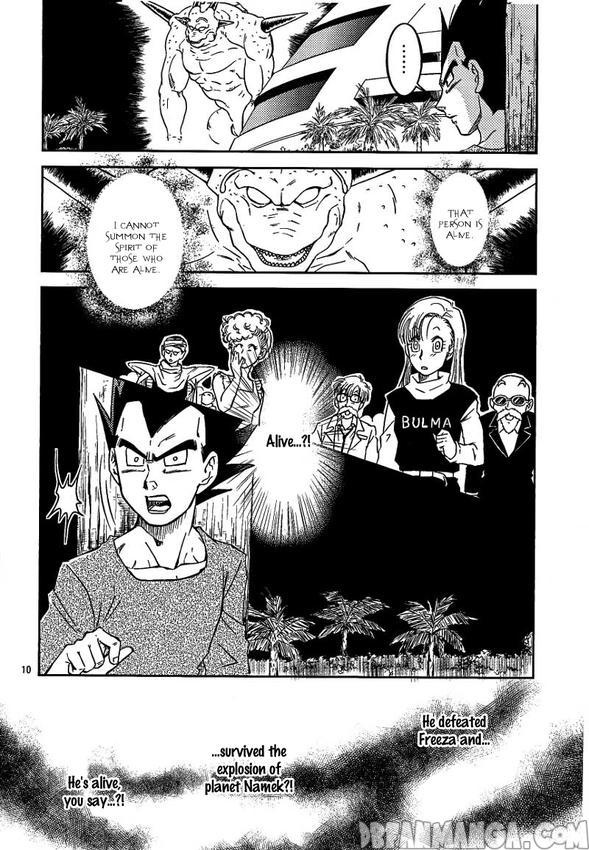 ......
THAT
PERSON IS
ALIVE.
I CANNOT
SUMMON THE
SPIRIT OF
THOSE WHO
ARE ALIVE.
Alive...?!
BULMA
10
He defeated
Freeza and...
...survived the
explosion of
planet Namek?!
He's alive,
you say...?!
DBFANMANGA.COM